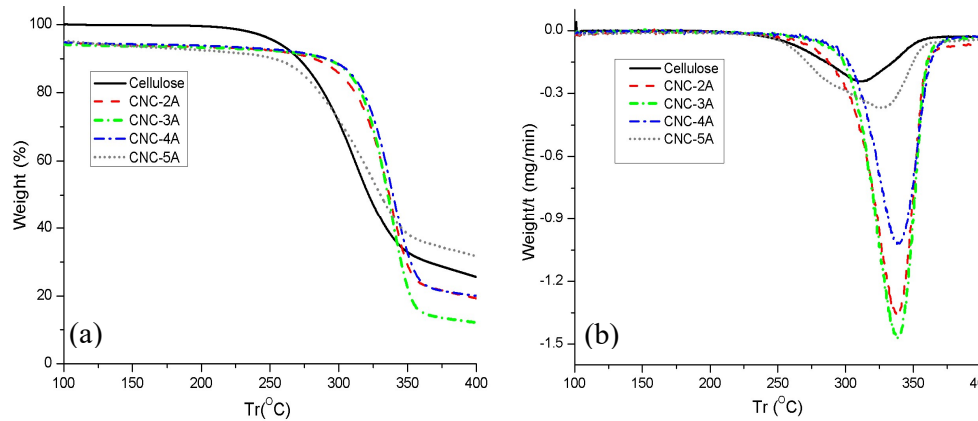 100
80
60
40
20
0
Weight (%)
Cellulose
CNC-2A
CNC-3A
CNC-4A
CNC-5A
(a)
100 150 200 250 300 350 400
Tr(°C)
0.0
-0.3
-0.6
-0.9
-1.2
-1.5
Weight/t (mg/min)
Cellulose
CNC-2A
CNC-3A
CNC-4A
CNC-5A
(b)
100 150 200 250 300 350 40
Tr (°C)